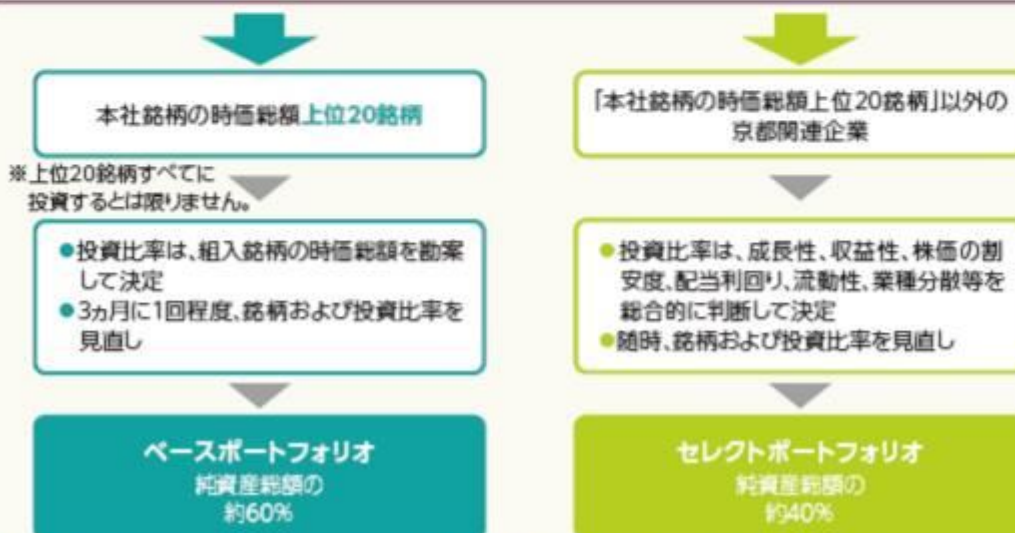 本社銘柄の時価総額上位20銘柄
※上位20銘柄すべてに
投資するとは限りません。
●投資比率は、組入銘柄の時価総額を勘案
して決定
●3ヵ月に1回程度、銘柄および投資比率を
見直し
ベースポートフォリオ
純資産総額の
約60%
「本社銘柄の時価総額上位20銘柄」以外の
京都関連企業
●投資比率は、成長性、収益性、株価の割
安度、配当利回り、流動性、業種分散等を
総合的に判断して決定
●随時、銘柄および投資比率を見直し
セレクトポートフォリオ
純資産総額の
約40%